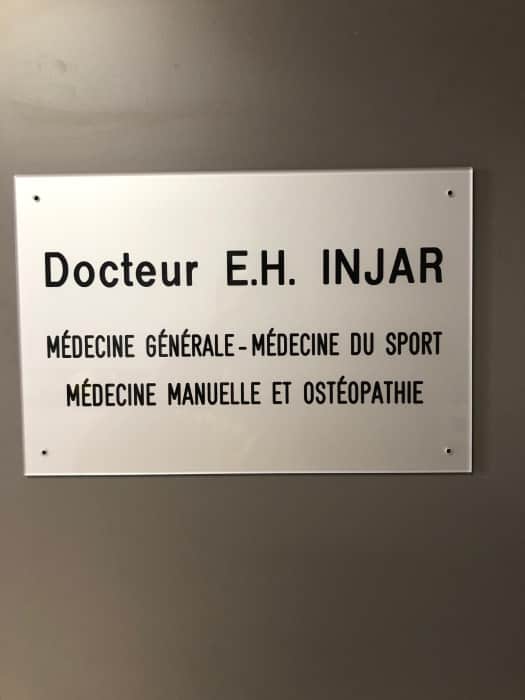 Docteur E.H. INJAR
MÉDECINE GÉNÉRALE - MÉDECINE DU SPORT
MÉDECINE MANUELLE ET OSTÉOPATHIE